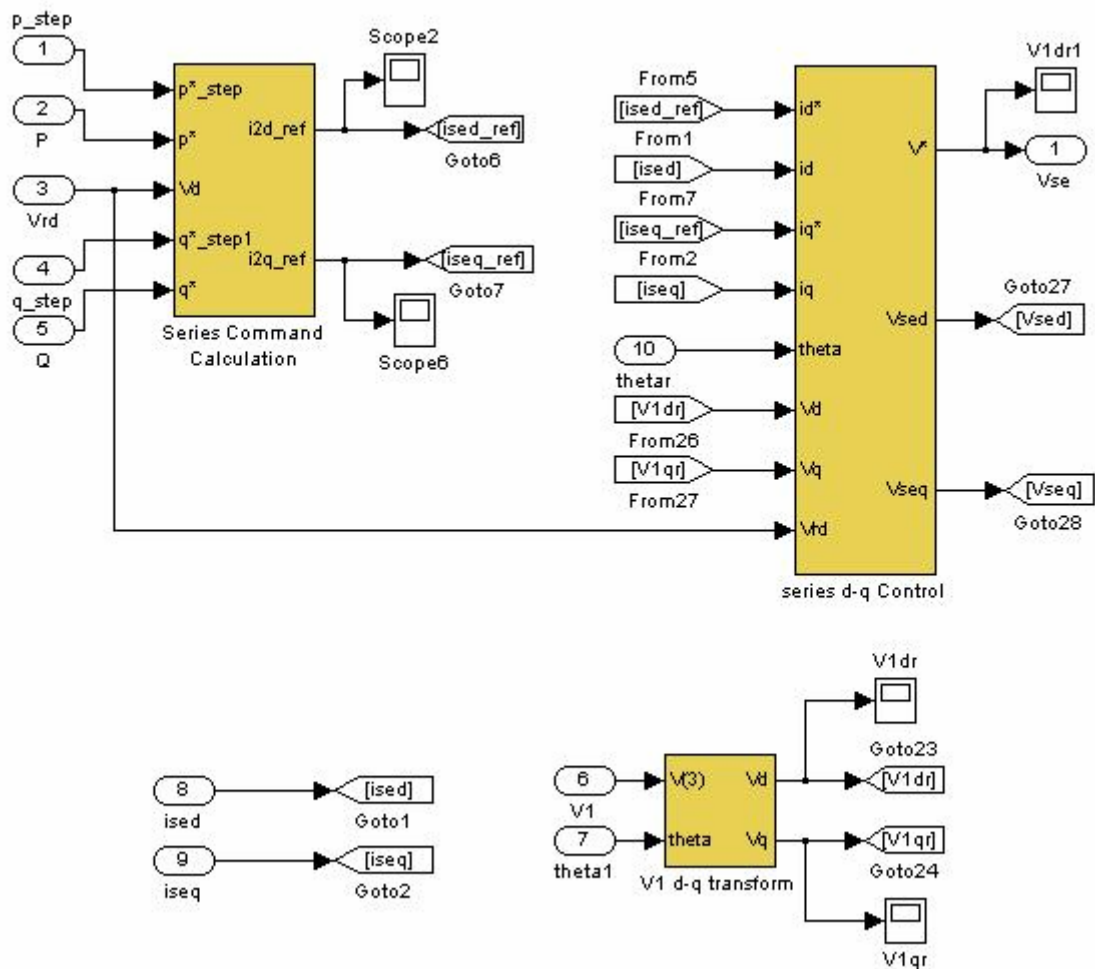 p_step
1
2
P
3
Vrd
4
q_step
5
Q
p*_step
p*
Vd
q*_step1
q*
i2d_ref
i2q_ref
Series Command
Calculation
Scope2
[ised_ref]
Goto6
[iseq_ref]
Goto7
Scope6
From5
[ised_ref]
From1
[ised]
From7
[iseq_ref]
From2
[iseq]
10
thetar
[V1dr]
From26
[V1qr]
From27
id*
id
iq*
iq
theta
Vd
Vq
Vrd
V*
Vsed
Vseq
series d-q Control
V1dr1
1
Vse
Goto27
[Vsed]
[Vseq]
Goto28
8
ised
[ised]
Goto1
9
iseq
[iseq]
Goto2
6
V1
7
theta1
V(3)
theta
Vd
Vq
V1 d-q transform
V1dr
Goto23
[V1dr]
[V1qr]
Goto24
V1qr